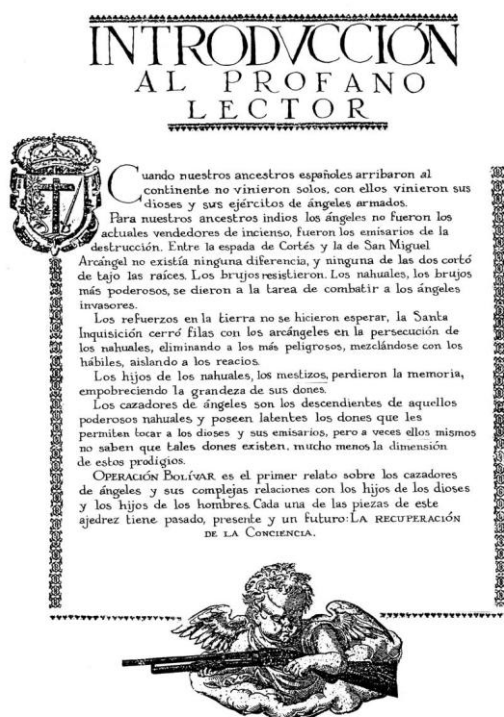 INTRODVCCIÓN
AL PROFANO
LECTOR
Cuando nuestros ancestros españoles arribaron al
continente no vinieron solos, con ellos vinieron sus
dioses y sus ejércitos de ángeles armados.
Para nuestros ancestros indios los ángeles no fueron los
actuales vendedores de incienso, fueron los emisarios de la
destrucción. Entre la espada de Cortés y la de San Miguel
Arcángel no existía ninguna diferencia, y ninguna de las dos cortó
de tajo las raíces. Los brujos resistieron. Los nahuales, los brujos
más poderosos, se dieron a la tarea de combatir a los ángeles
invasores.
Los refuerzos en la tierra no se hicieron esperar, la Santa
Inquisición cerró filas con los arcángeles en la persecución de
los nahuales, eliminando a los más peligrosos, mezclándose con los
hábiles, aislando a los reacios.
Los hijos de los nahuales, los mestizos, perdieron la memoria,
empobreciendo la grandeza de sus dones.
Los cazadores de ángeles son los descendientes de aquellos
poderosos nahuales y poseen latentes los dones que les
permiten tocar a los dioses y sus emisarios, pero a veces ellos mismos
no saben que tales dones existen, mucho menos la dimensión
de estos prodigios.
OPERACIÓN BOLÍVAR es el primer relato sobre los cazadores
de ángeles y sus complejas relaciones con los hijos de los dioses
y los hijos de los hombres. Cada una de las piezas de este
ajedrez tiene pasado, presente y un futuro: LA RECUPERACIÓN
DE LA CONCIENCIA.